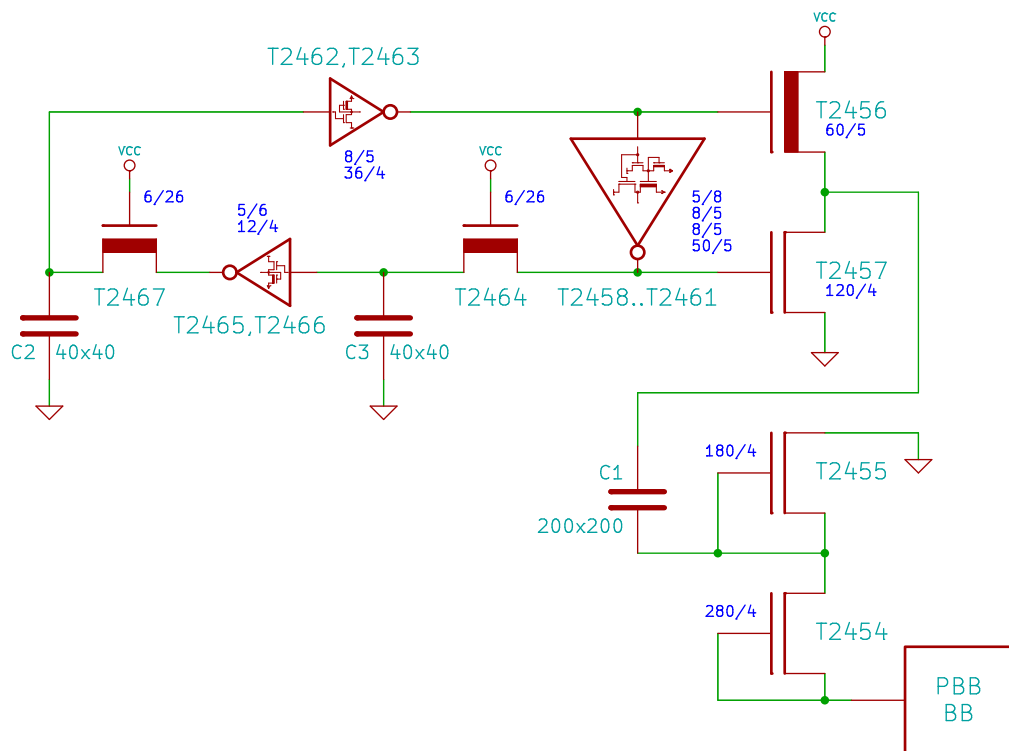 VCC
T2462,T2463
T2456
60/5
VCC
VCC
8/5
36/4
6/26
5/6
12/4
6/26
5/8
8/5
8/5
50/5
T2457
120/4
T2467
T2464
T2458..T2461
T2465,T2466
C2
40x40
C3
40x40
180/4
C1
T2455
200x200
280/4
T2454
PBB
BB